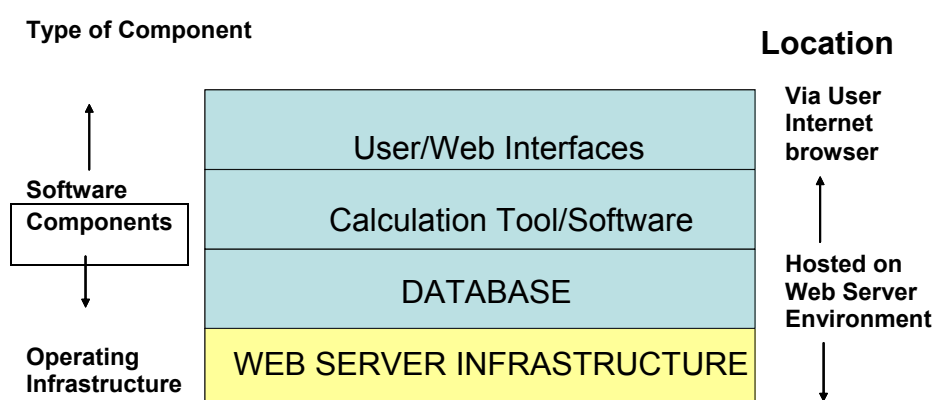 Type of Component
Location
Via User
Internet
browser
User/Web Interfaces
Software
Components
Calculation Tool/Software
Hosted on
Web Server
Environment
DATABASE
Operating
Infrastructure
WEB SERVER INFRASTRUCTURE